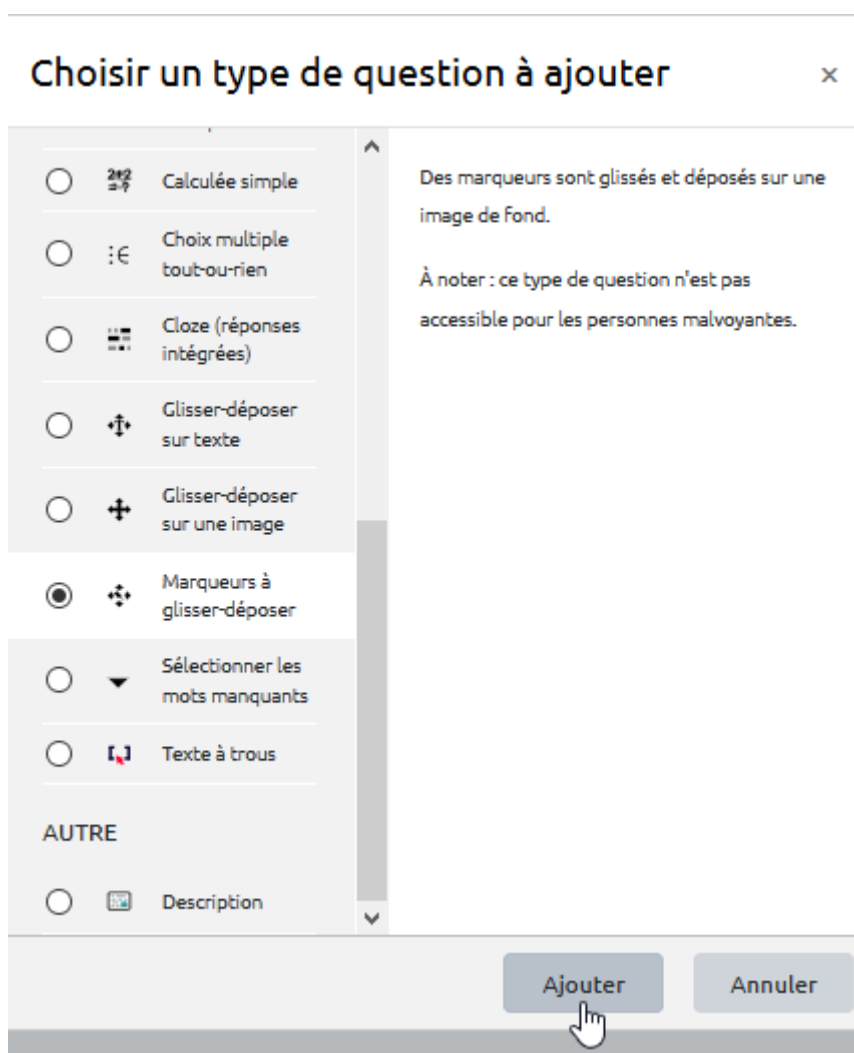 Choisir un type de question à ajouter
×
Calculée simple
Choix multiple
tout-ou-rien
Cloze (réponses
intégrées)
Glisser-déposer
sur texte
Glisser-déposer
sur une image
Marqueurs à
glisser-déposer
Sélectionner les
mots manquants
Texte à trous
AUTRE
Description
Des marqueurs sont glissés et déposés sur une
image de fond.
À noter : ce type de question n'est pas
accessible pour les personnes malvoyantes.
Ajouter
Annuler